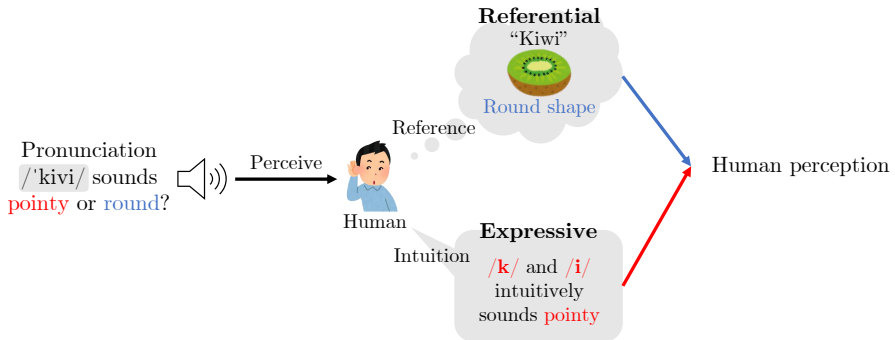 Pronunciation
/ˈkivi/ sounds
pointy or round?
Perceive
Human
Reference
Referential
“Kiwi”
Round shape
Intuition
Expressive
/k/ and /i/
intuitively
sounds pointy
Human perception